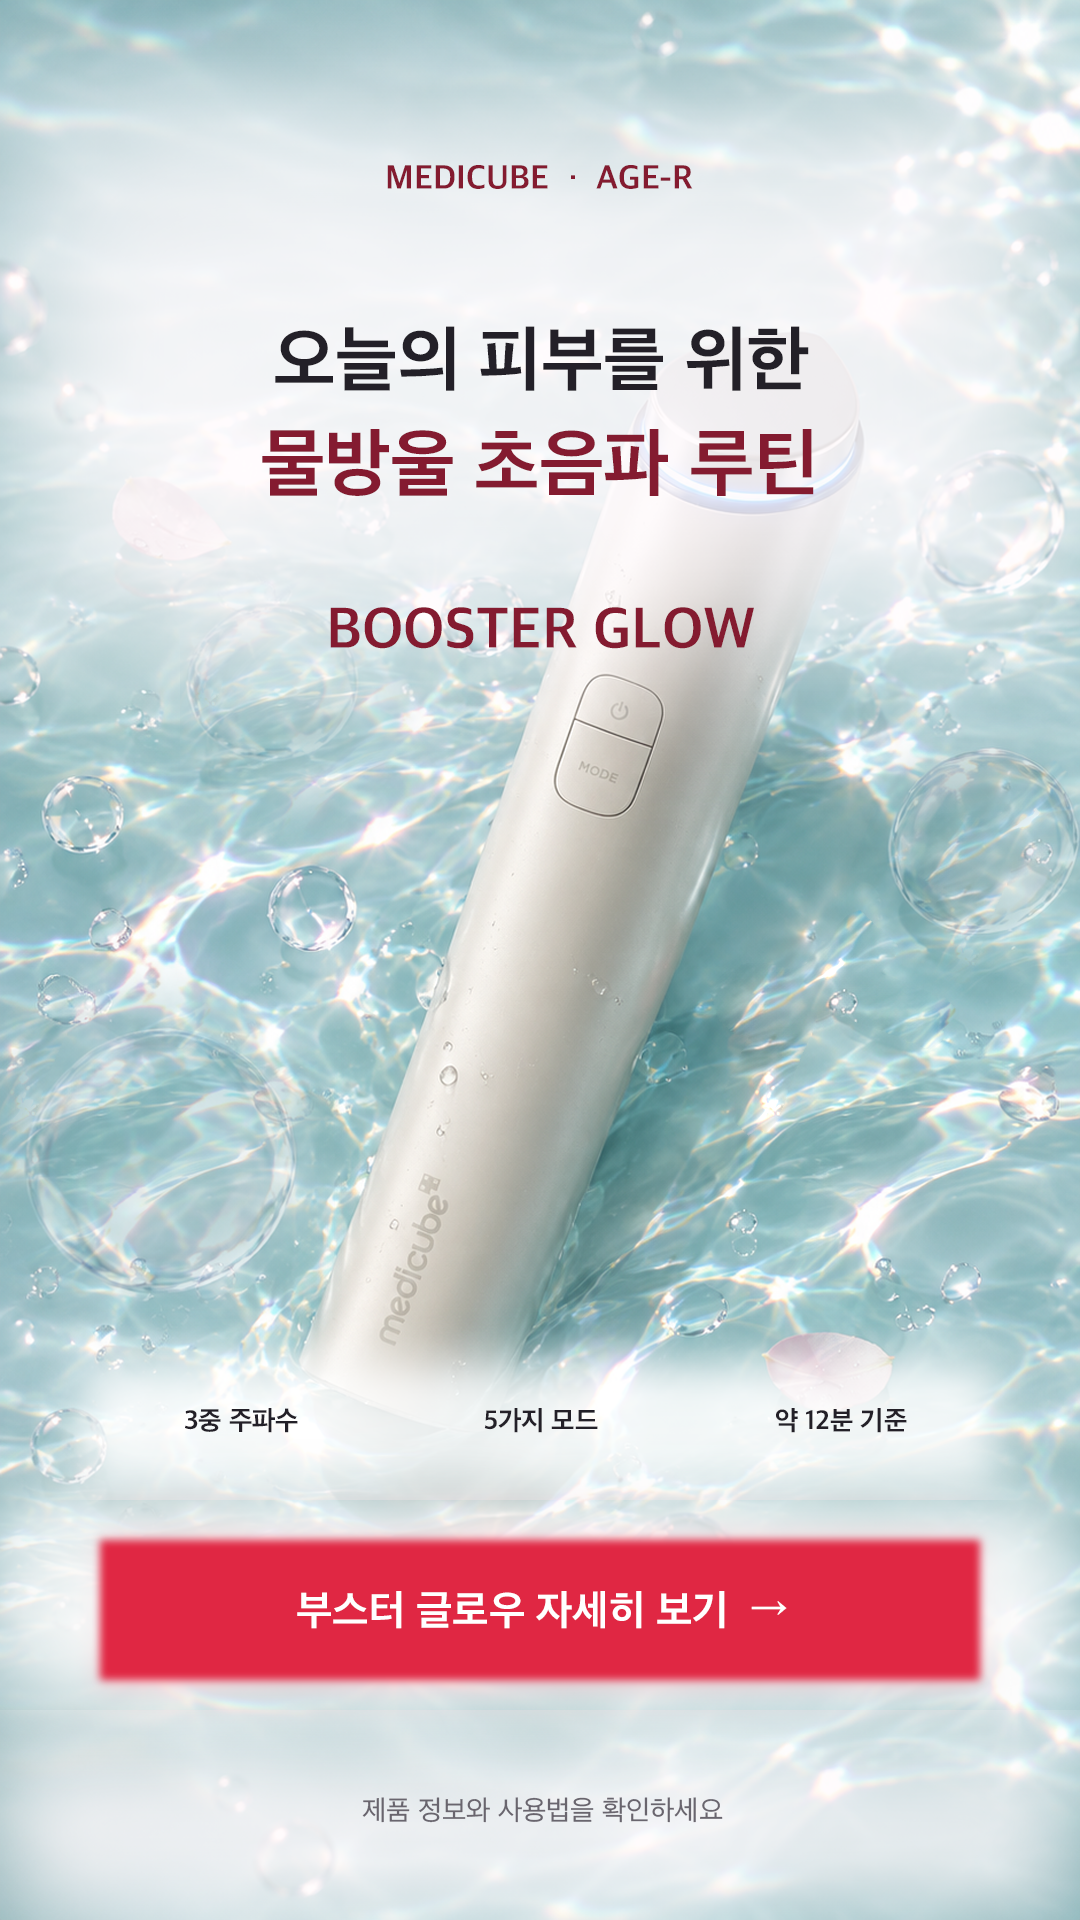 MEDICUBE · AGE-R
오늘의 피부를 위한
물방울 초음파 루틴
BOOSTER GLOW
MODE
medicube
3중 주파수
5가지 모드
약 12분 기준
부스터 글로우 자세히 보기 →
제품 정보와 사용법을 확인하세요